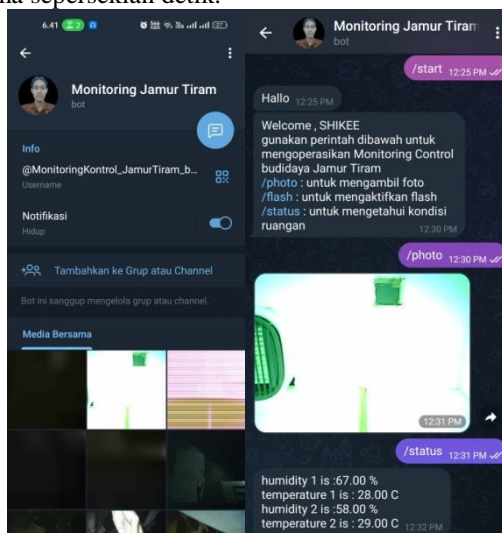 na sepersekian detik.
6.41
2
Monitoring Jamur Tiram
bot
Info
@MonitoringKontrol_JamurTiram_b...
Username
Notifikasi
Hidup
Tambahkan ke Grup atau Channel
Bot ini sanggup mengelola grup atau channel.
Media Bersama
Monitoring Jamur Tiram
bot
/start 12:25 PM
Hallo 12:25 PM
Welcome , SHIKEE
gunakan perintah dibawah untuk
mengoperasikan Monitoring Control
budidaya Jamur Tiram
/photo : untuk mengambil foto
/flash : untuk mengaktifkan flash
/status : untuk mengetahui kondisi
ruangan 12:30 PM
/photo 12:30 PM
12:31 PM
/status 12:31 PM
humidity 1 is :67.00 %
temperature 1 is : 28.00 C
humidity 2 is :58.00 %
temperature 2 is : 29.00 C 12:32 PM